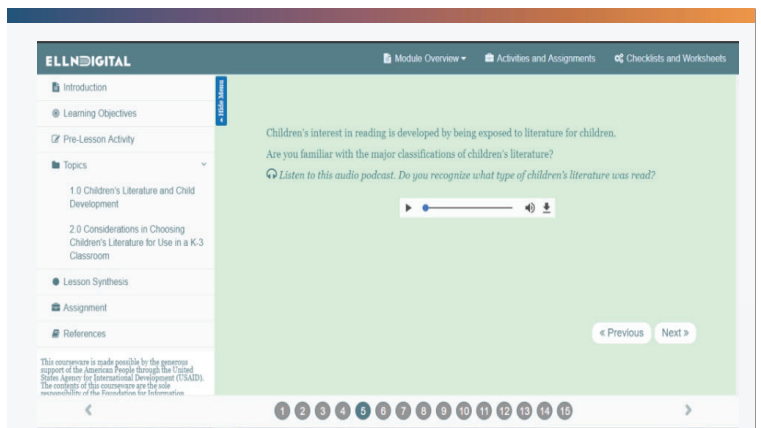 ELLNDIGITAL
Module Overview
Activities and Assignments
Checklists and Worksheets
Introduction
Learning Objectives
Pre-Lesson Activity
Topics
1.0 Children's Literature and Child
Development
2.0 Considerations in Choosing
Children's Literature for Use in a K-3
Classroom
Lesson Synthesis
Assignment
References
This courseware is made possible by the generous
support of the American People through the United
States Agency for International Development (USAID).
The contents of this courseware are the sole
responsibility of the Foundation for Information
« Hide Menu
Children's interest in reading is developed by being exposed to literature for children.
Are you familiar with the major classifications of children's literature?
Listen to this audio podcast. Do you recognize what type of children's literature was read?
« Previous
Next »
1 2 3 4 5 6 7 8 9 10 11 12 13 14 15